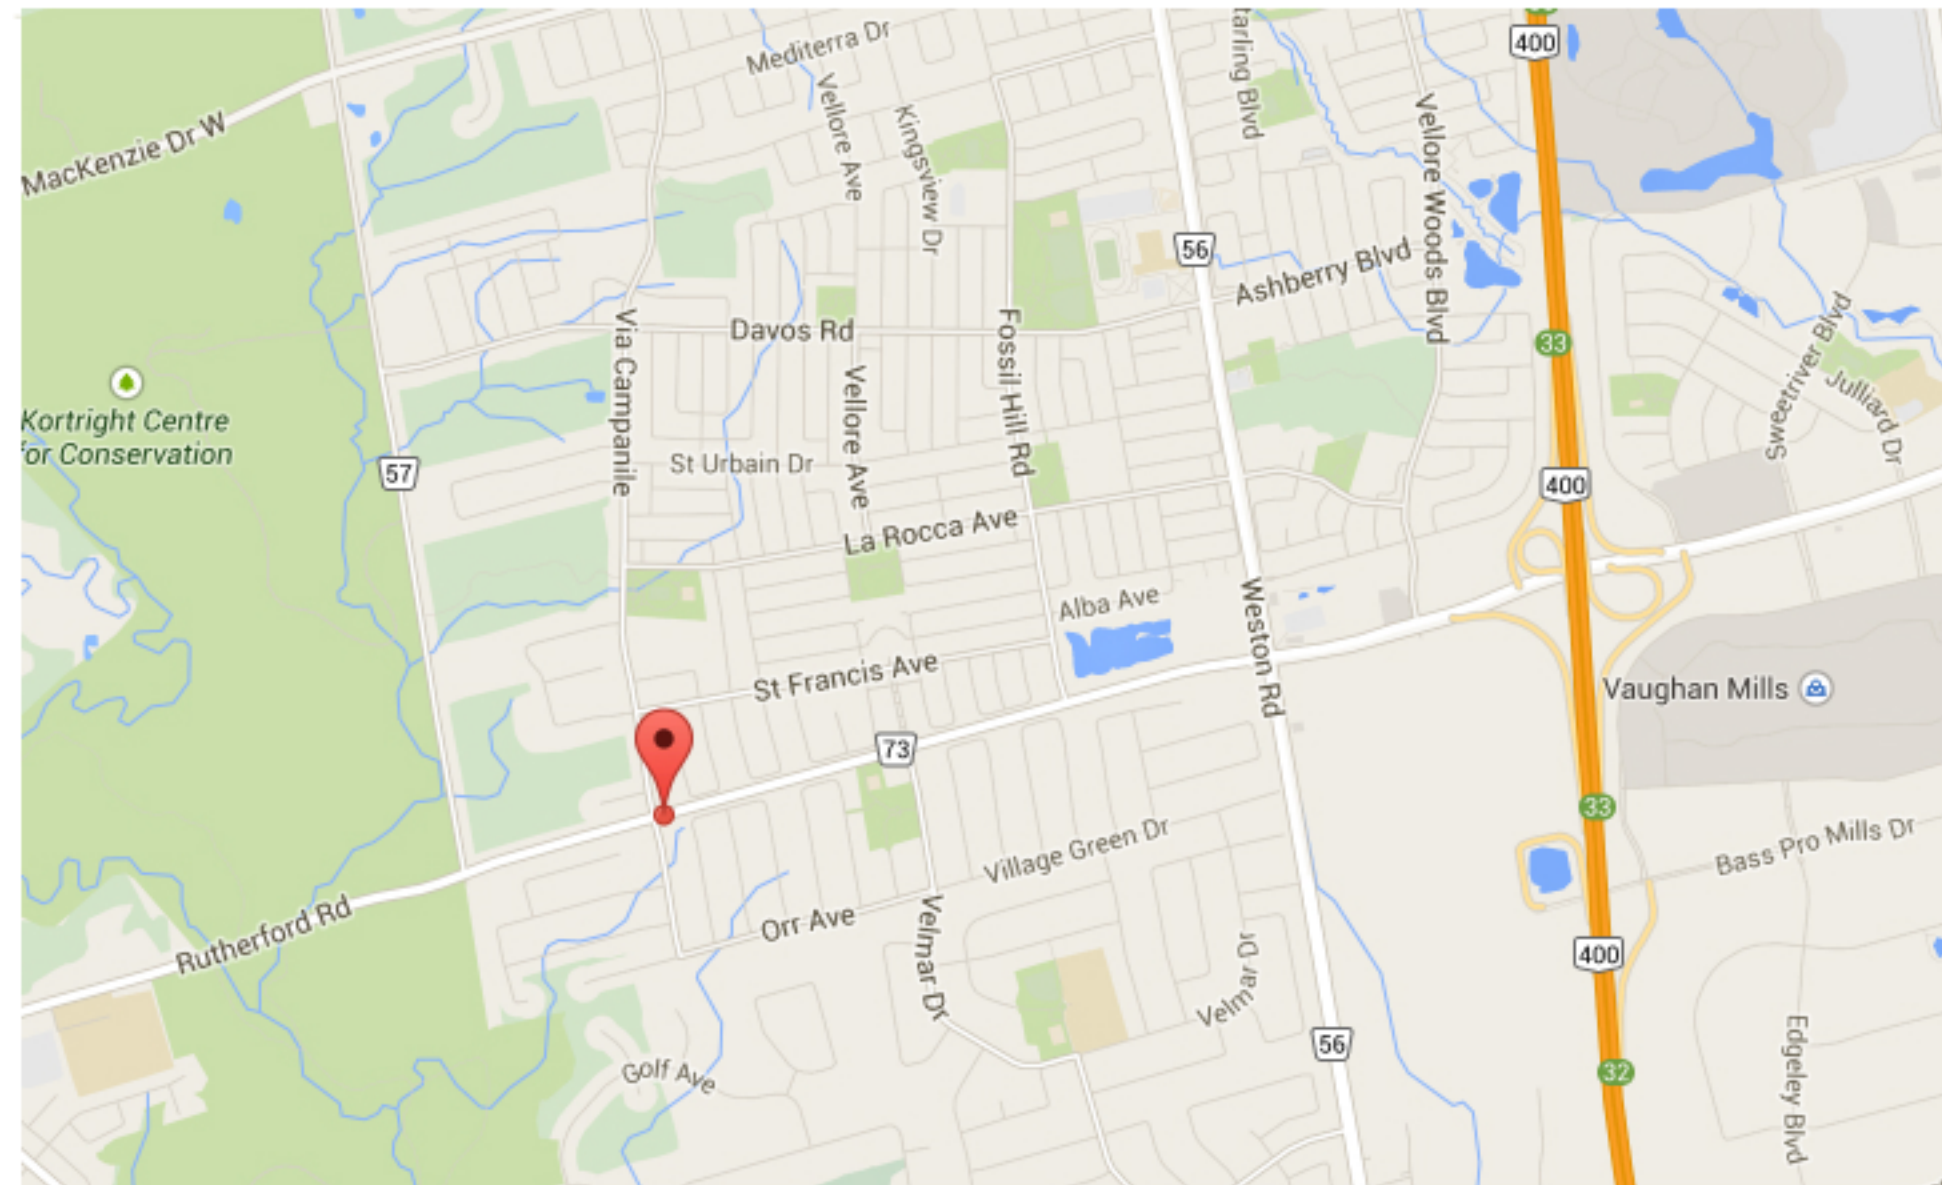 400
Mediterra Dr
tarling Blvd
MacKenzie Dr W
Vellore Ave
Kingsview Dr
Vellore Woods Blvd
56
Ashberry Blvd
Davos Rd
Via Campanile
Fossil Hill Rd
33
Sweetriver Blvd
Julliard Dr
Kortright Centre
for Conservation
Vellore Ave
57
St Urbain Dr
400
La Rocca Ave
Alba Ave
Weston Rd
St Francis Ave
Vaughan Mills
73
33
Village Green Dr
Bass Pro Mills Dr
Rutherford Rd
Orr Ave
Velmar Dr
Velmar Dr
400
56
Golf Ave
32
Edgeley Blvd